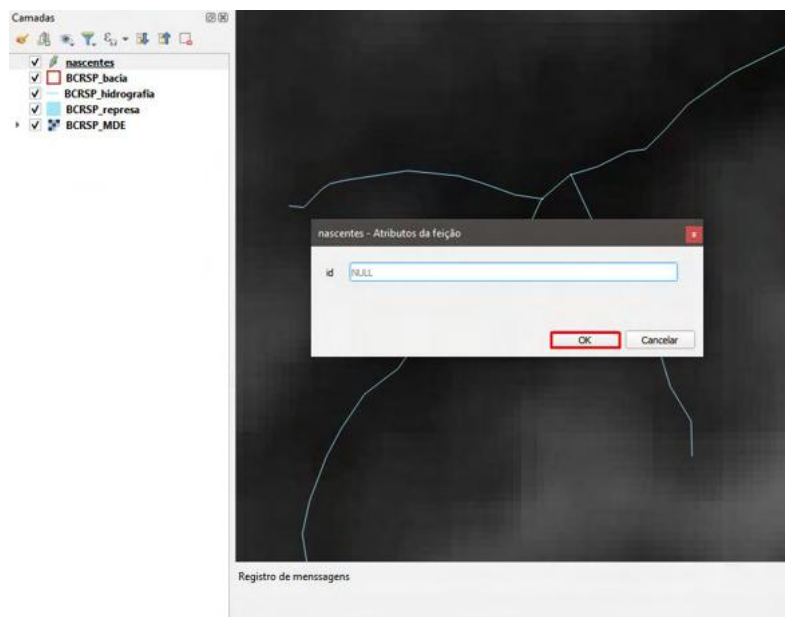 Camadas
nascentes
BCRSP_bacia
BCRSP_hidrografia
BCRSP_represa
BCRSP_MDE
nascentes - Atributos da feição
id
NULL
OK
Cancelar
Registro de menssagens